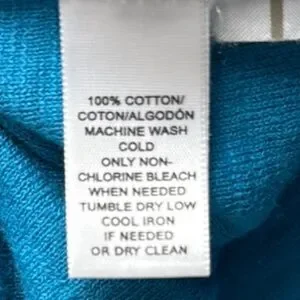 100% COTTON/
COTON/ALGODÓN
MACHINE WASH
COLD
ONLY NON-
CHLORINE BLEACH
WHEN NEEDED
TUMBLE DRY LOW
COOL IRON
IF NEEDED
OR DRY CLEAN